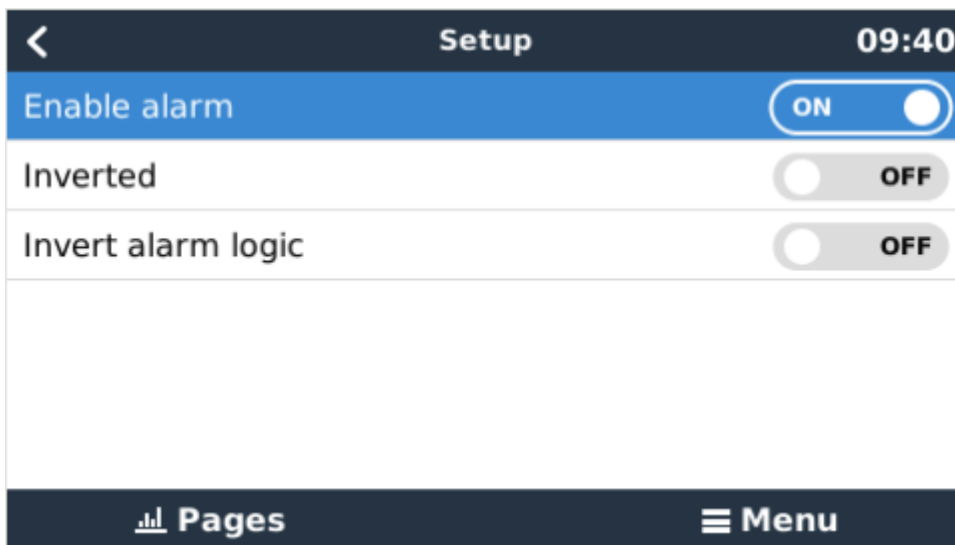 Setup 09:40
Enable alarm ON
Inverted OFF
Invert alarm logic OFF
Pages Menu